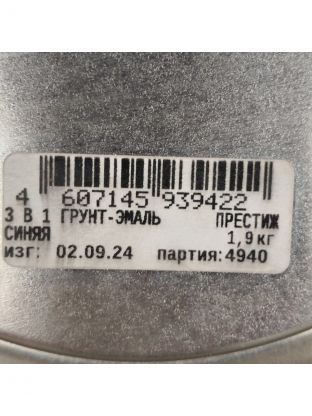 4 607145 939422
3 В 1 ГРУНТ-ЭМАЛЬ ПРЕСТИЖ
СИНЯЯ 1,9кг
изг: 02.09.24 партия:4940